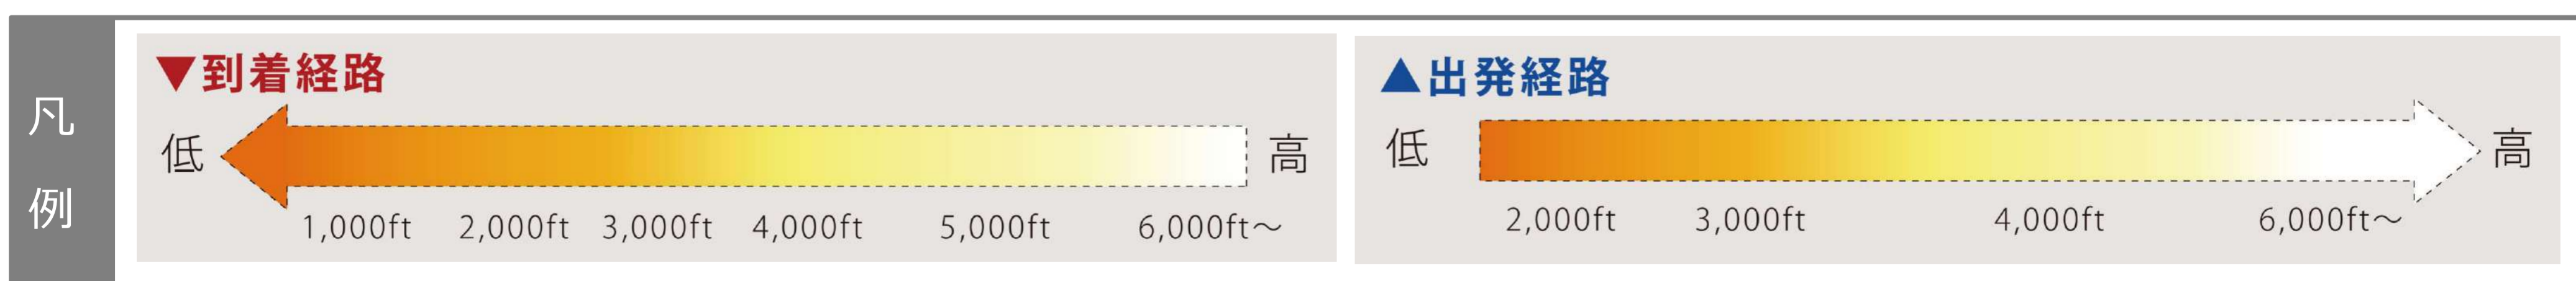 凡例
▼到着経路
低 高
1,000ft 2,000ft 3,000ft 4,000ft 5,000ft 6,000ft～
▲出発経路
低 高
2,000ft 3,000ft 4,000ft 6,000ft～